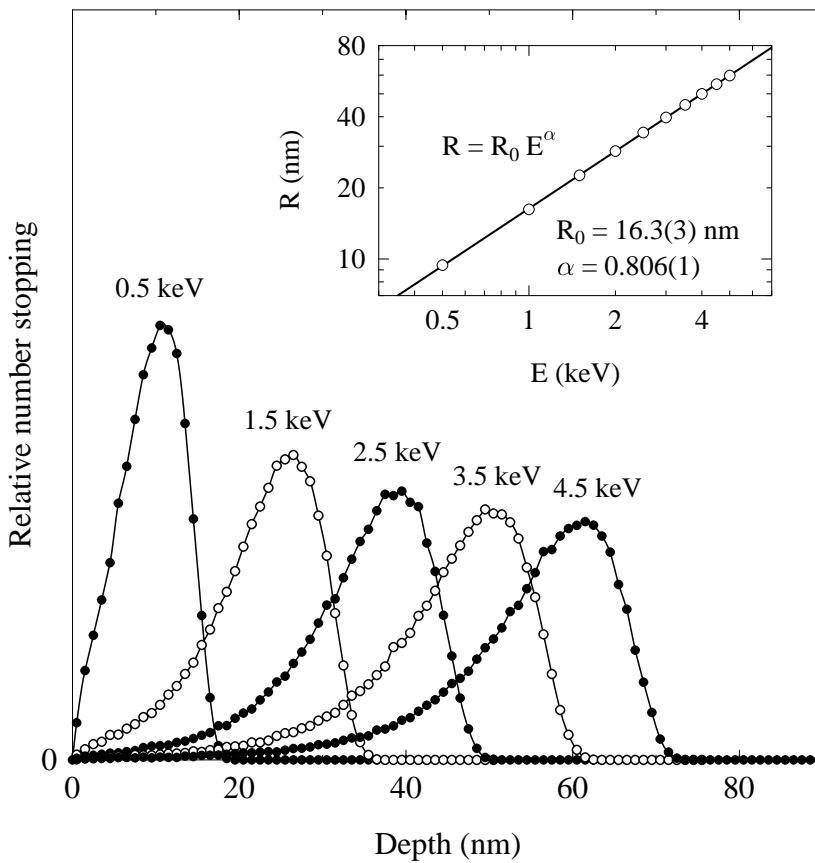 80
40
20
10
R (nm)
R = R₀ E^α
R₀ = 16.3(3) nm
α = 0.806(1)
0.5 1 2 4
E (keV)
0.5 keV
1.5 keV
2.5 keV
3.5 keV
4.5 keV
Relative number stopping
0
0 20 40 60 80
Depth (nm)